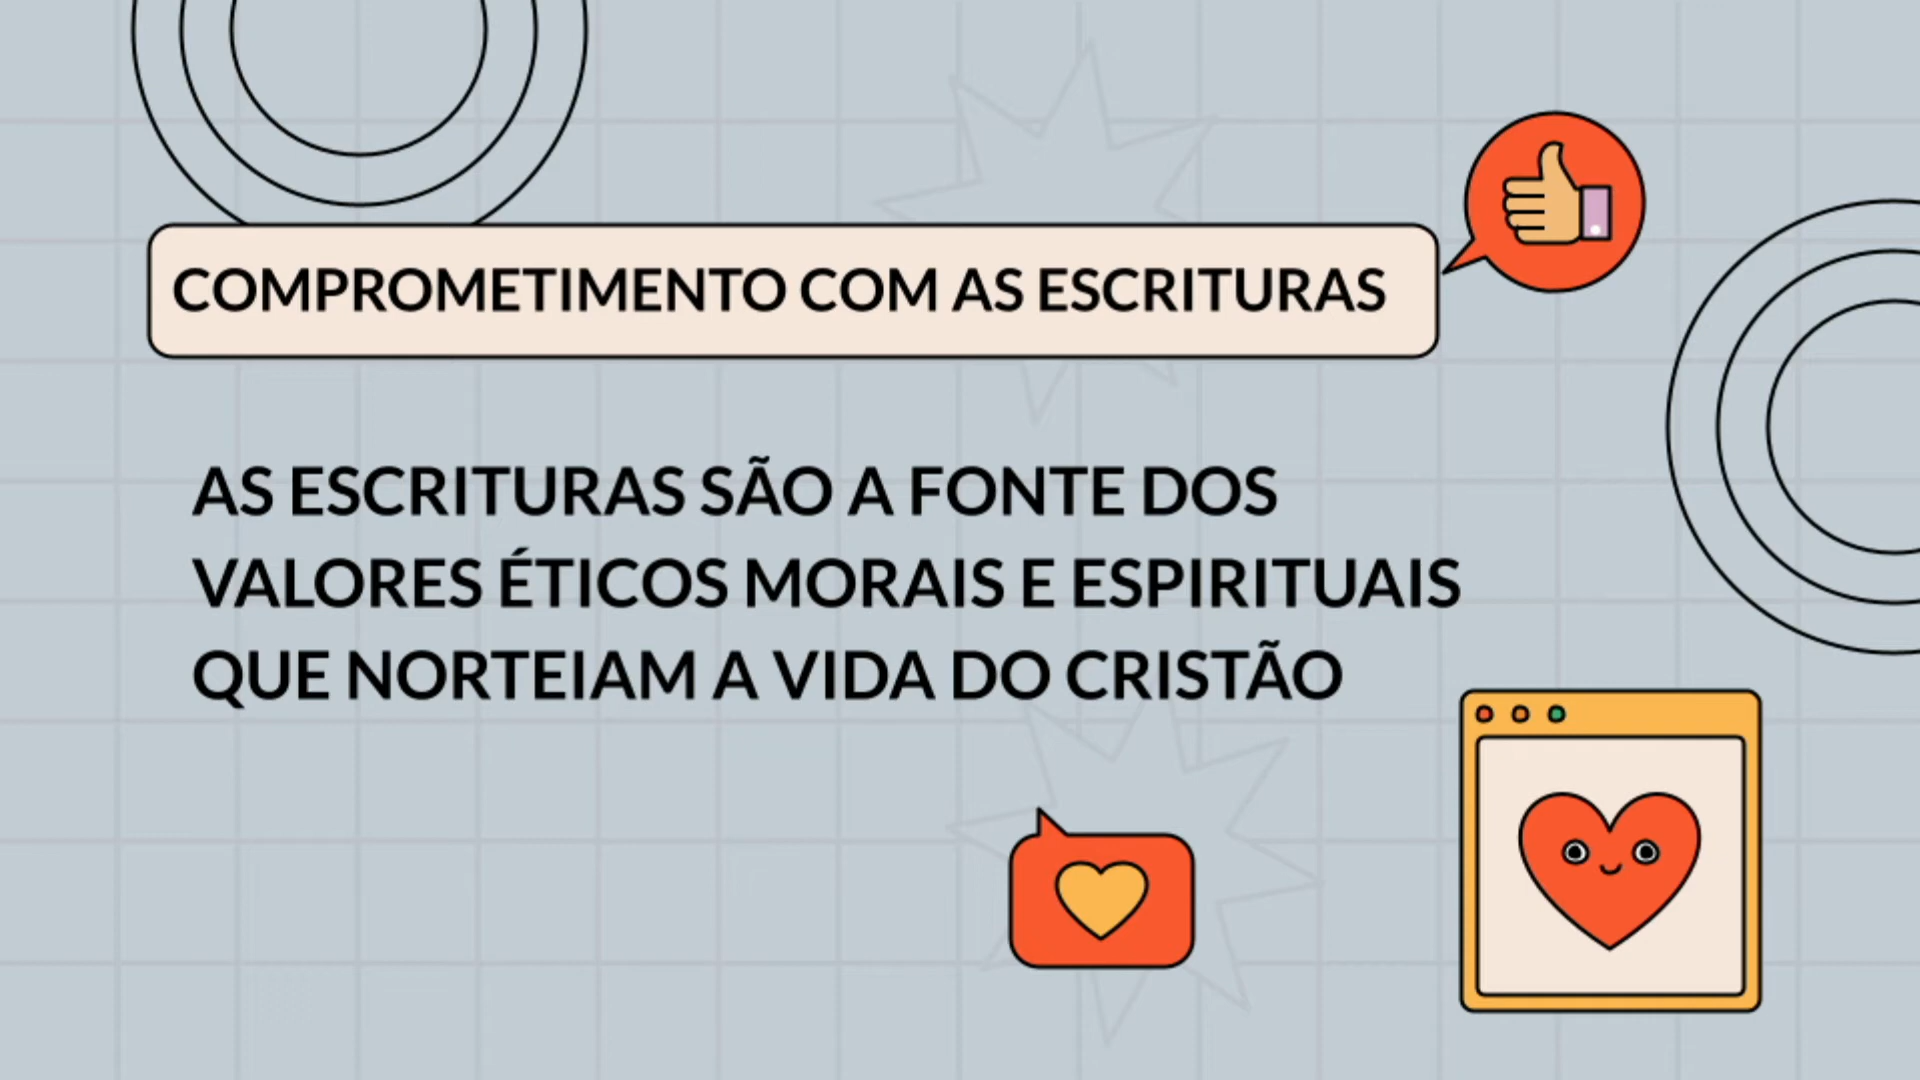 COMPROMETIMENTO COM AS ESCRITURAS
AS ESCRITURAS SÃO A FONTE DOS
VALORES ÉTICOS MORAIS E ESPIRITUAIS
QUE NORTEIAM A VIDA DO CRISTÃO